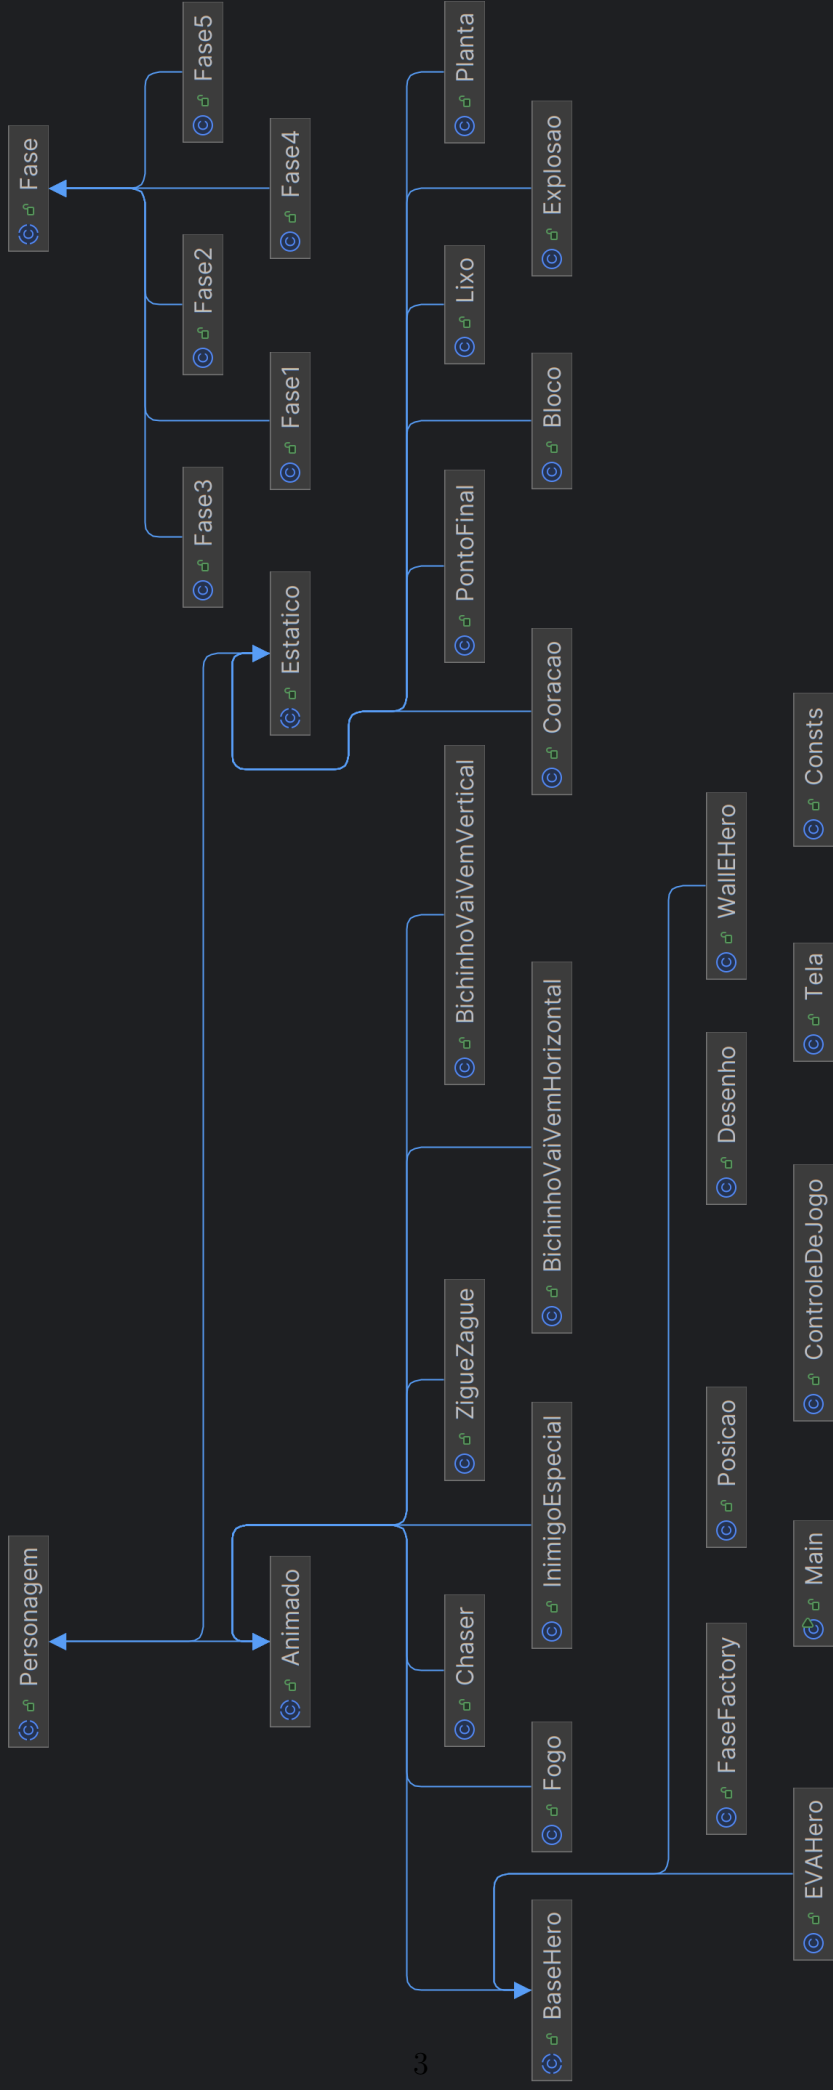 Personagem
Fase
Fase3
Fase2
Fase5
Animado
Estatico
Fase1
Fase4
Chaser
ZigueZague
BichinhoVaiVemVertical
PontoFinal
Lixo
Planta
BaseHero
Fogo
InimigoEspecial
BichinhoVaiVemHorizontal
Coracao
Bloco
Explosao
FaseFactory
Posicao
Desenho
WallEHero
EVAHero
Main
ControleDeJogo
Tela
Consts
3